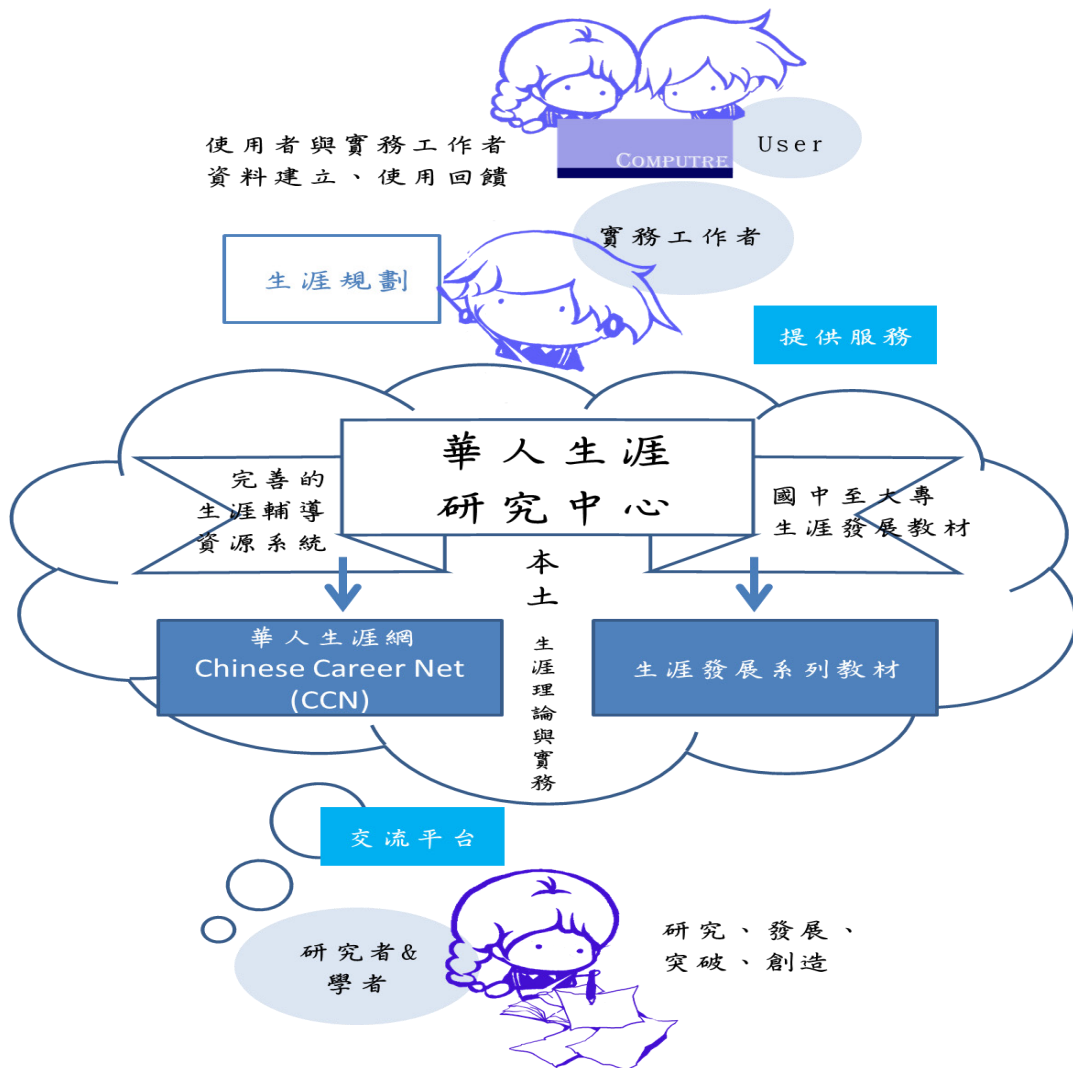 使用者與實務工作者
資料建立、使用回饋
COMPUTRE
User
實務工作者
生涯規劃
提供服務
華人生涯
研究中心
完善的
生涯輔導
資源系統
國中至大專
生涯發展教材
本土
生涯理論與實務
華人生涯網
Chinese Career Net
(CCN)
生涯發展系列教材
交流平台
研究者&
學者
研究、發展、
突破、創造